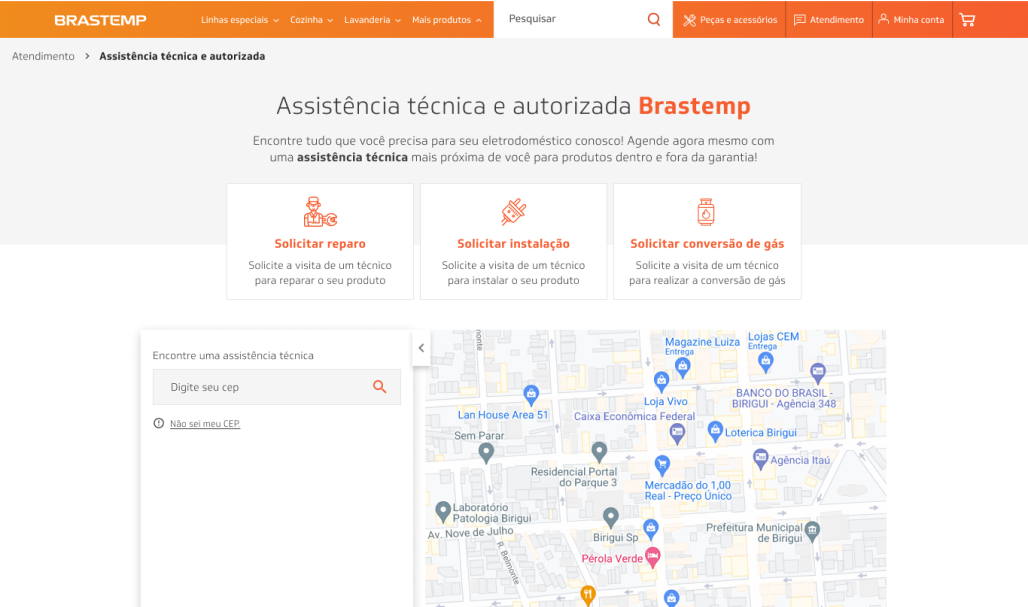 BRASTEMP
Linhas especiais
Cozinha
Lavanderia
Mais produtos
Pesquisar
Peças e acessórios
Atendimento
Minha conta
Atendimento > Assistência técnica e autorizada
Assistência técnica e autorizada Brastemp
Encontre tudo que você precisa para seu eletrodoméstico conosco! Agende agora mesmo com
uma assistência técnica mais próxima de você para produtos dentro e fora da garantia!
Solicitar reparo
Solicite a visita de um técnico
para reparar o seu produto
Solicitar instalação
Solicite a visita de um técnico
para instalar o seu produto
Solicitar conversão de gás
Solicite a visita de um técnico
para realizar a conversão de gás
Encontre uma assistência técnica
Digite seu cep
Não sei meu CEP.
monte
Magazine Luiza
Entrega
Lojas CEM
Entrega
Loja Vivo
BANCO DO BRASIL -
BIRIGUI - Agência 348
Lan House Area 51
Caixa Econômica Federal
Loterica Birigui
Sem Parar
Agência Itaú
Residencial Portal
do Parque 3
Mercadão do 1,00
Real - Preço Único
Laboratório
Patologia Birigui
Av. Nove de Julho
Birigui Sp
Prefeitura Municipal
de Birigui
R. Belmonte
Pérola Verde